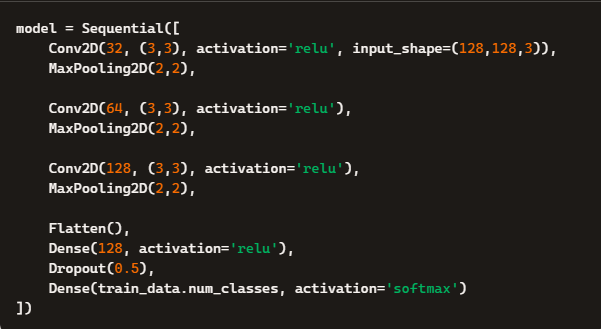 model = Sequential([
    Conv2D(32, (3,3), activation='relu', input_shape=(128,128,3)),
    MaxPooling2D(2,2),

    Conv2D(64, (3,3), activation='relu'),
    MaxPooling2D(2,2),

    Conv2D(128, (3,3), activation='relu'),
    MaxPooling2D(2,2),

    Flatten(),
    Dense(128, activation='relu'),
    Dropout(0.5),
    Dense(train_data.num_classes, activation='softmax')
])